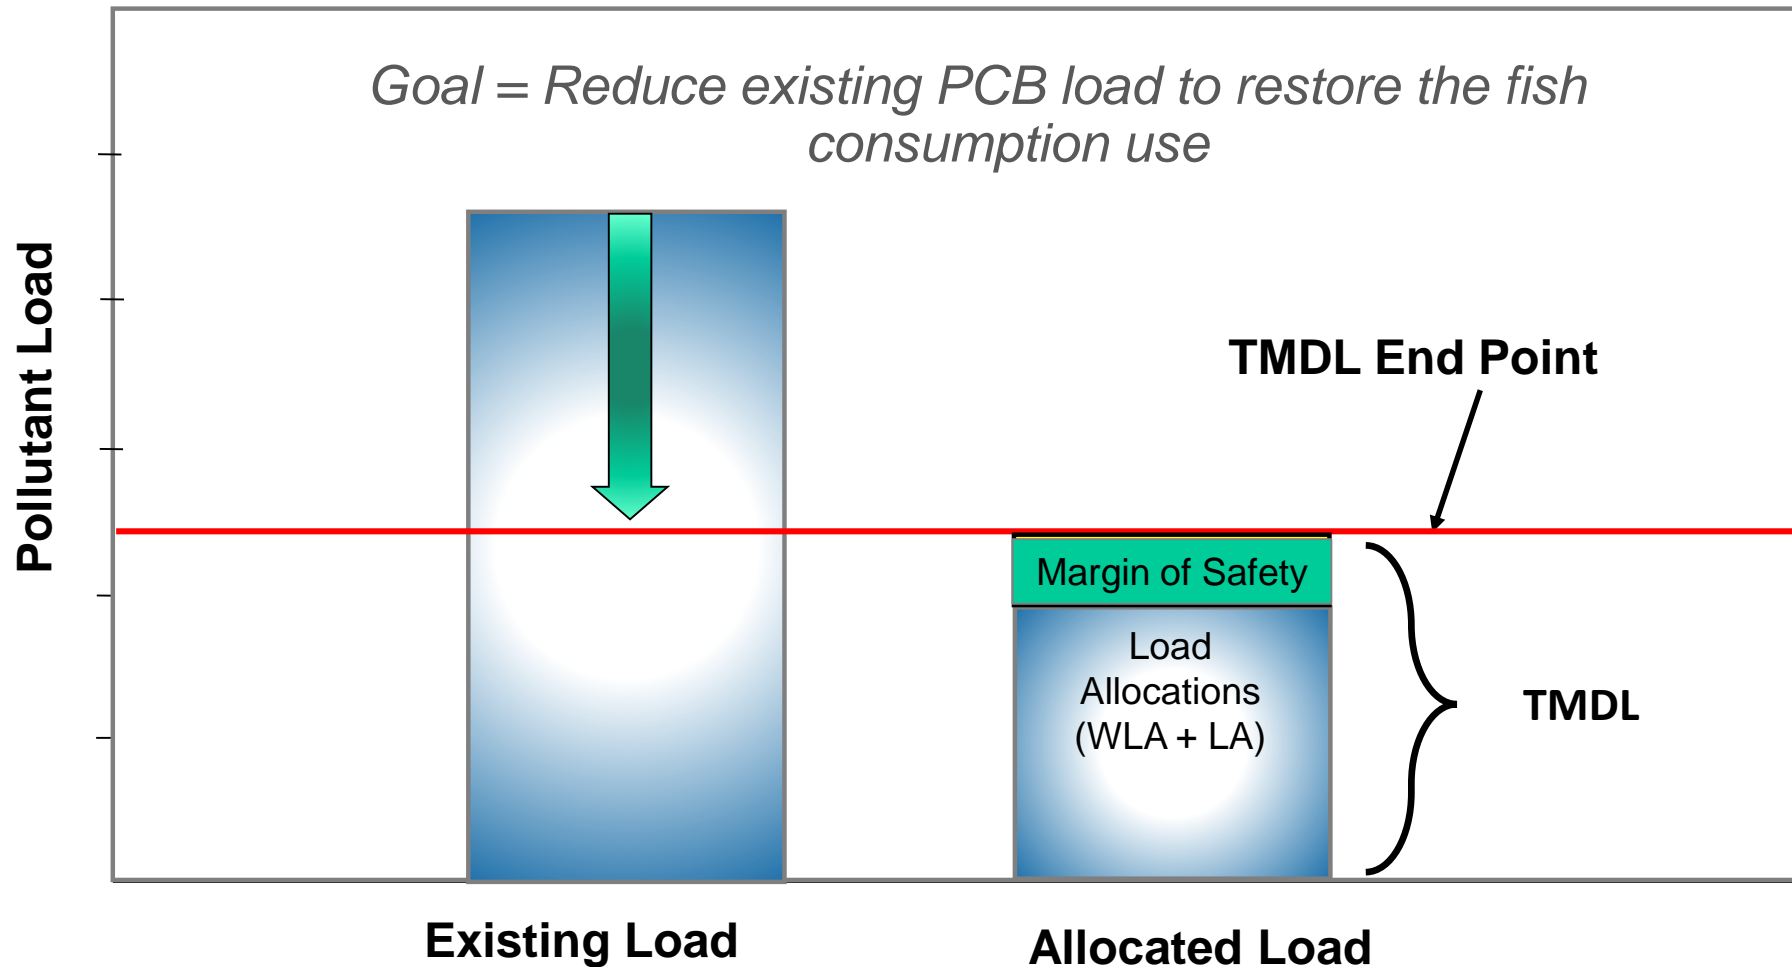 Goal = Reduce existing PCB load to restore the fish
consumption use
Pollutant Load
TMDL End Point
Margin of Safety
Load
Allocations
(WLA + LA)
TMDL
Existing Load
Allocated Load